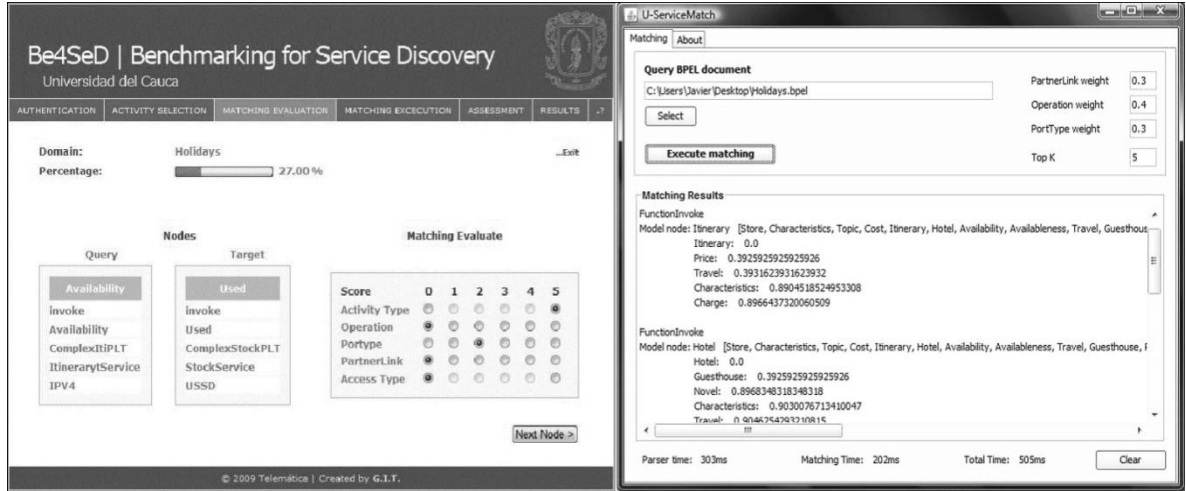 Be4SeD | Benchmarking for Service Discovery
Universidad del Cauca
AUTHENTICATION ACTIVITY SELECTION MATCHING EVALUATION MATCHING EXCECUTION ASSESSMENT RESULTS .?
Domain: Holidays ...Exit
Percentage: 27.00 %
Nodes
Query Target
Availability Used
invoke invoke
Availability Used
ComplexItiPLT ComplexStockPLT
ItinerarytService StockService
IPV4 USSD
Matching Evaluate
Score 0 1 2 3 4 5
Activity Type
Operation
Portype
PartnerLink
Access Type
Next Node >
© 2009 Telemática | Created by G.I.T.
U-ServiceMatch
Matching About
Query BPEL document
C:\Users\Javier\Desktop\Holidays.bpel
Select
Execute matching
PartnerLink weight 0.3
Operation weight 0.4
PortType weight 0.3
Top K 5
Matching Results
FunctionInvoke
Model node: Itinerary [Store, Characteristics, Topic, Cost, Itinerary, Hotel, Availability, Availableness, Travel, Guesthous
Itinerary: 0.0
Price: 0.3925925925925926
Travel: 0.3931623931623932
Characteristics: 0.8904518524953308
Charge: 0.8966437320060509
FunctionInvoke
Model node: Hotel [Store, Characteristics, Topic, Cost, Itinerary, Hotel, Availability, Availableness, Travel, Guesthouse, F
Hotel: 0.0
Guesthouse: 0.3925925925925926
Novel: 0.8968348318348318
Characteristics: 0.9030076713410047
Travel: 0.9046254293210815
Parser time: 303ms Matching Time: 202ms Total Time: 505ms Clear